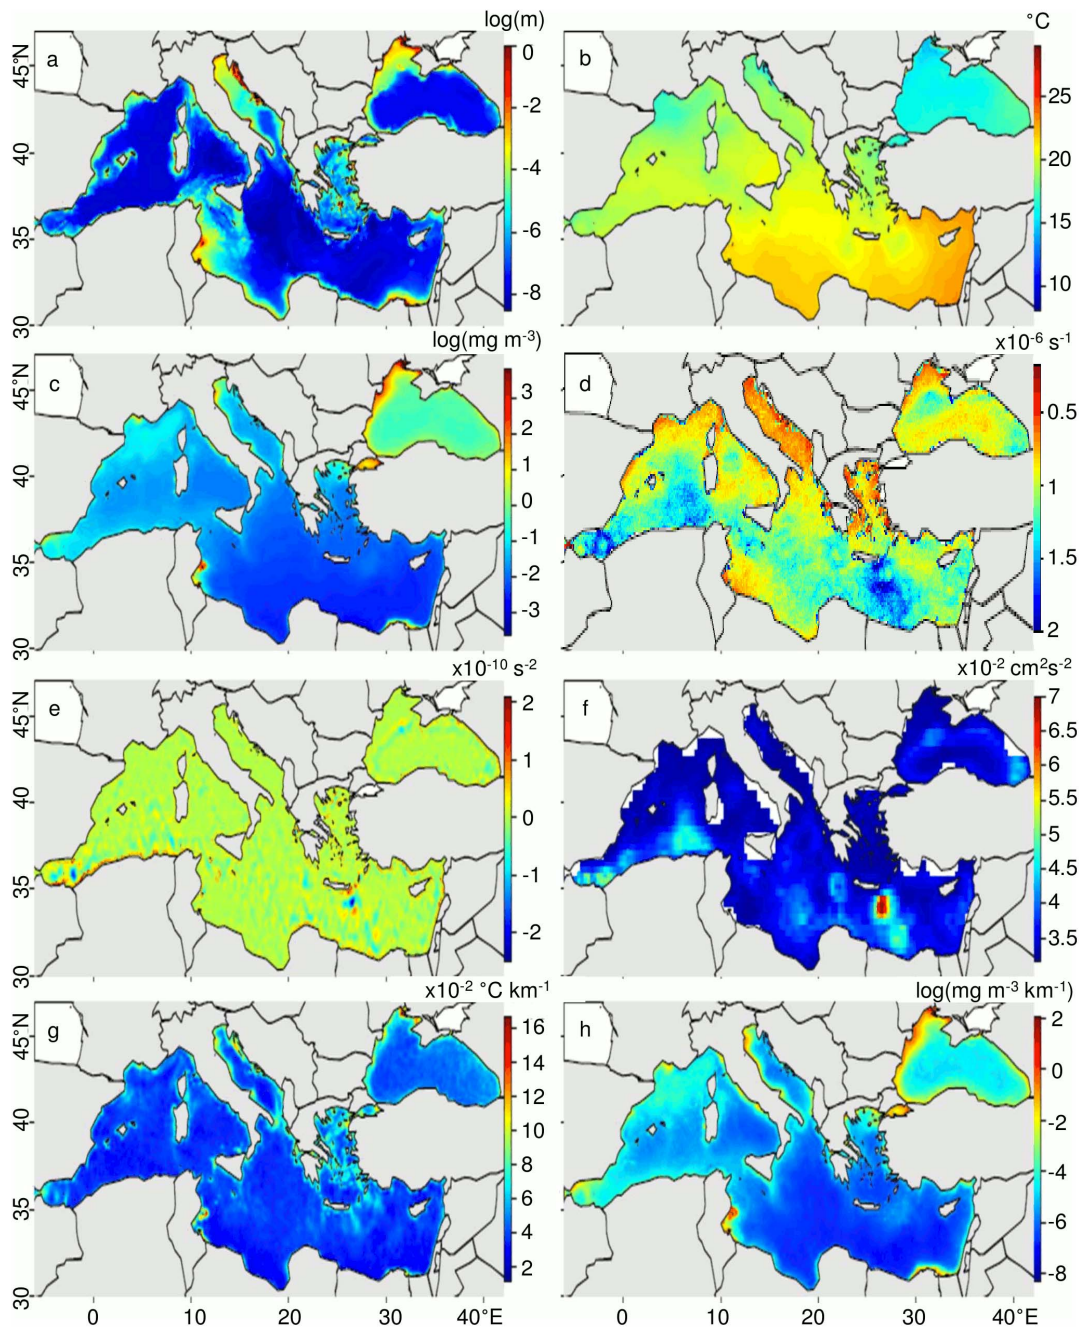 log(m)
°C
a
b
0
-2
-4
-6
-8
25
20
15
10
45°N
40
35
30
log(mg m-3)
x10-6 s-1
c
d
3
2
1
0
-1
-2
-3
0.5
1
1.5
2
45°N
40
35
30
x10-10 s-2
x10-2 cm2s-2
e
f
2
1
0
-1
-2
7
6.5
6
5.5
5
4.5
4
3.5
45°N
40
35
30
x10-2 °C km-1
log(mg m-3 km-1)
g
h
16
14
12
10
8
6
4
2
2
0
-2
-4
-6
-8
45°N
40
35
30
0 10 20 30 40°E 0 10 20 30 40°E